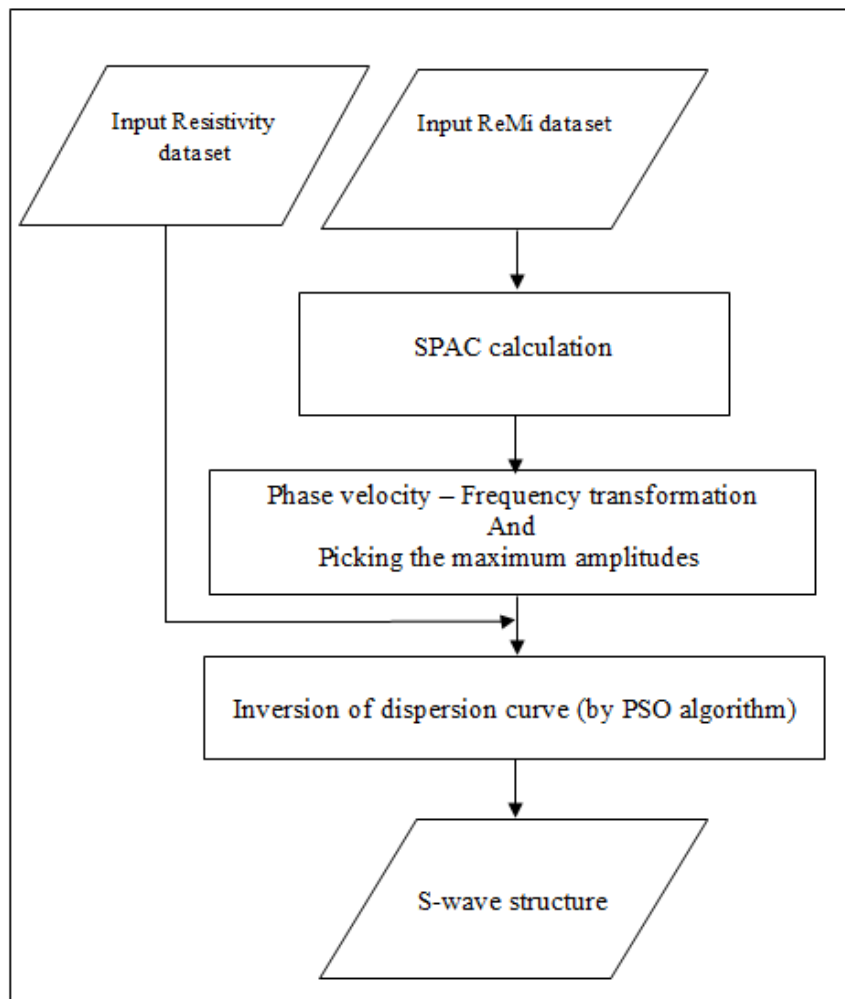 Input Resistivity
dataset
Input ReMi dataset
SPAC calculation
Phase velocity – Frequency transformation
And
Picking the maximum amplitudes
Inversion of dispersion curve (by PSO algorithm)
S-wave structure